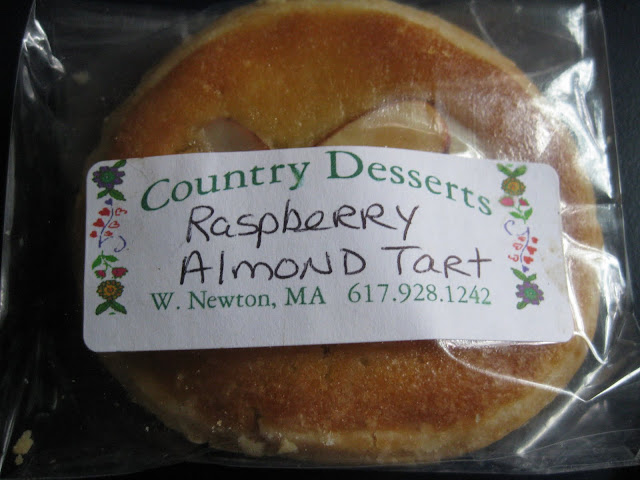 Country Desserts
RaspbeRRY
AlmonD Tart
W. Newton, MA 617.928.1242